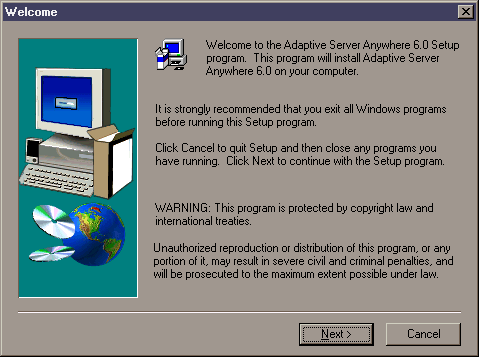 Welcome
Welcome to the Adaptive Server Anywhere 6.0 Setup
program. This program will install Adaptive Server
Anywhere 6.0 on your computer.
It is strongly recommended that you exit all Windows programs
before running this Setup program.
Click Cancel to quit Setup and then close any programs you
have running. Click Next to continue with the Setup program.
WARNING: This program is protected by copyright law and
international treaties.
Unauthorized reproduction or distribution of this program, or any
portion of it, may result in severe civil and criminal penalties, and
will be prosecuted to the maximum extent possible under law.
Next >
Cancel